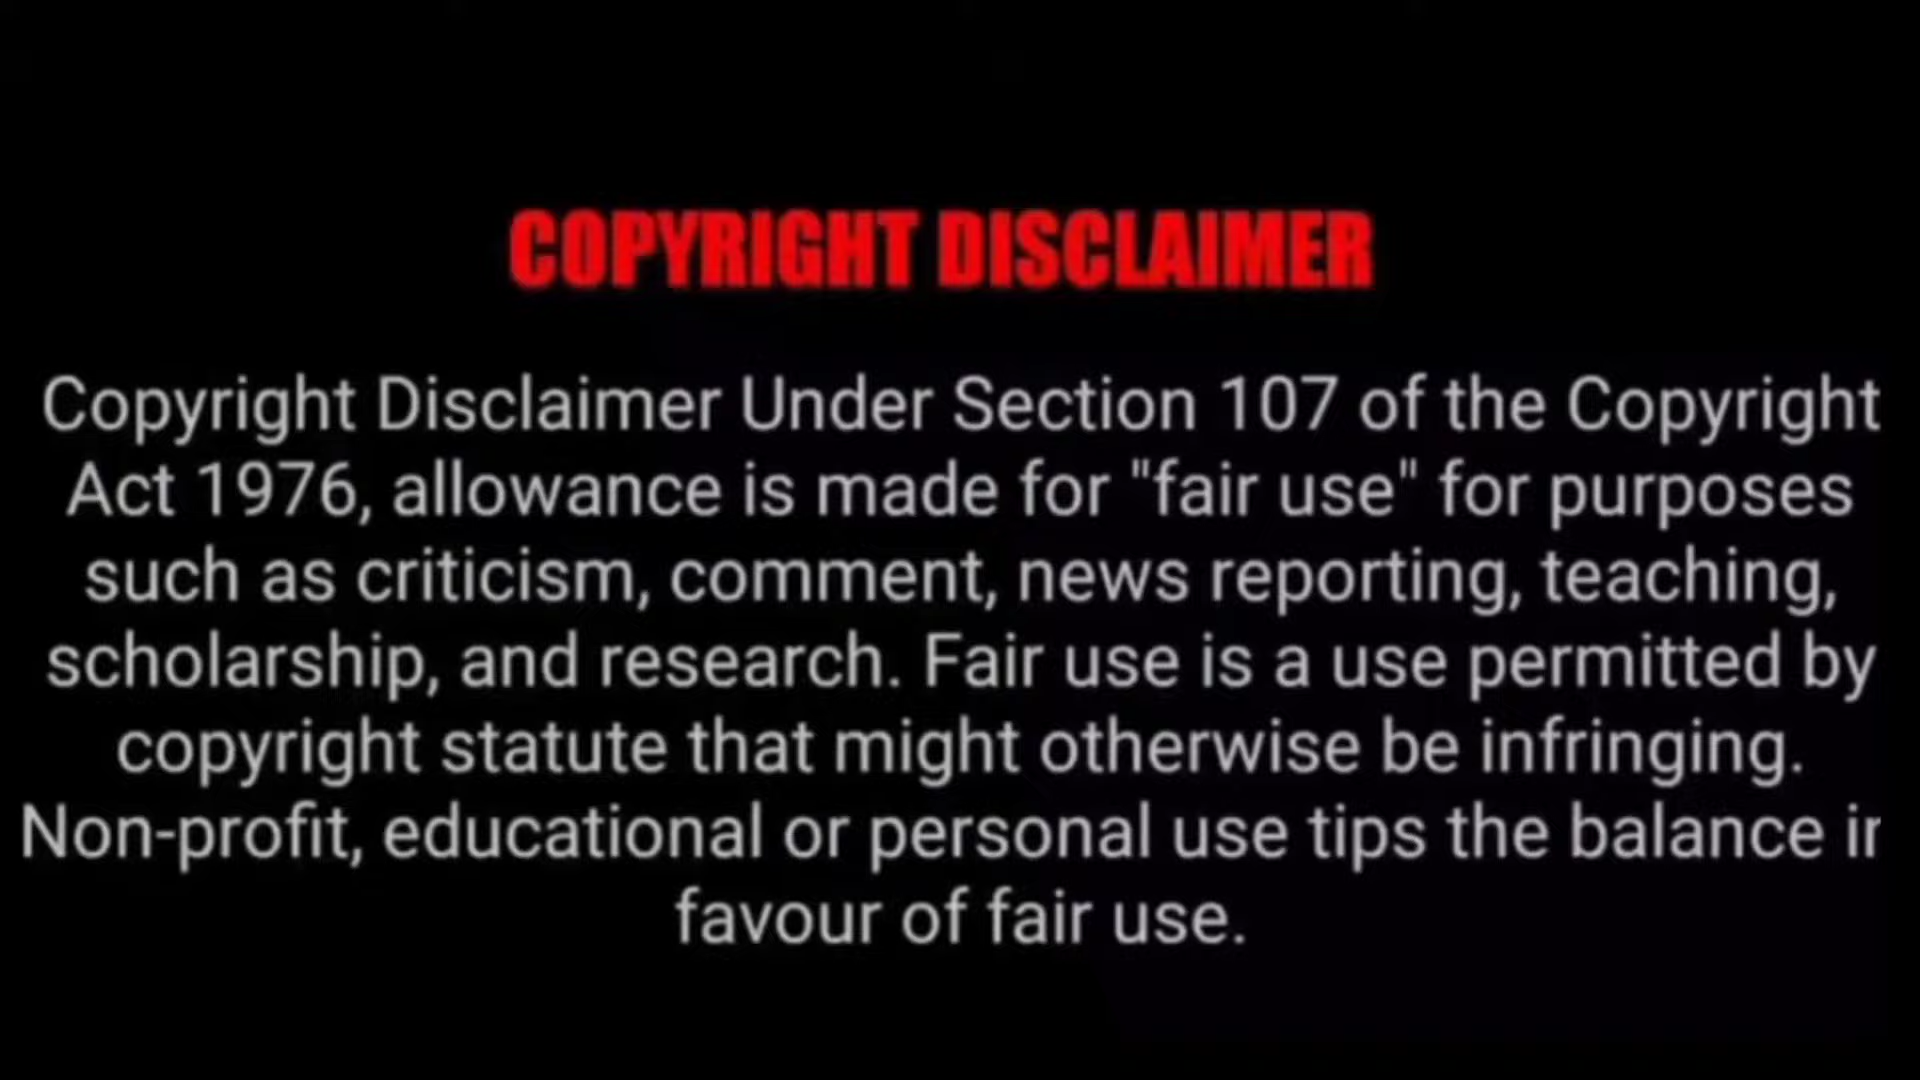 COPYRIGHT DISCLAIMER
Copyright Disclaimer Under Section 107 of the Copyright
Act 1976, allowance is made for "fair use" for purposes
such as criticism, comment, news reporting, teaching,
scholarship, and research. Fair use is a use permitted by
copyright statute that might otherwise be infringing.
Non-profit, educational or personal use tips the balance in
favour of fair use.